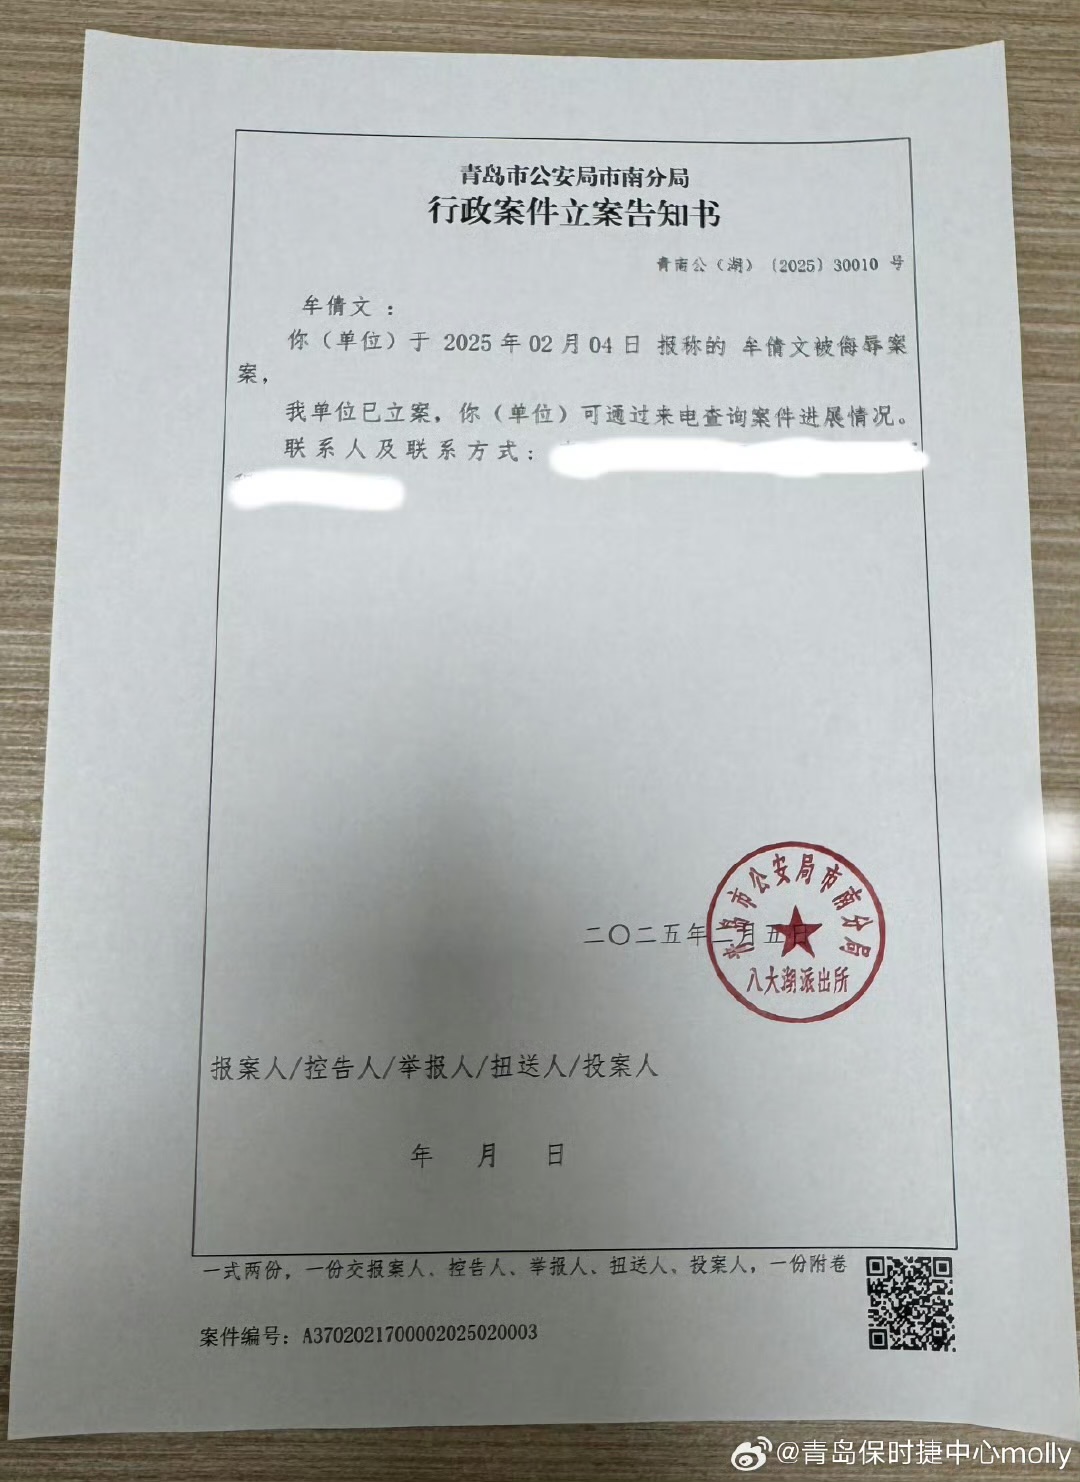 青岛市公安局市南分局
行政案件立案告知书
青南公（湖）〔2025〕30010 号
牟倩文 ：
你（单位）于 2025 年 02 月 04 日 报称的 牟倩文被侮辱案
案，
我单位已立案，你（单位）可通过来电查询案件进展情况。
联系人及联系方式：
二〇二五年二月五日
青岛市公安局市南分局
八大湖派出所
报案人/控告人/举报人/扭送人/投案人
年 月 日
一式两份，一份交报案人、控告人、举报人、扭送人、投案人，一份附卷
案件编号：A3702021700002025020003
@青岛保时捷中心molly